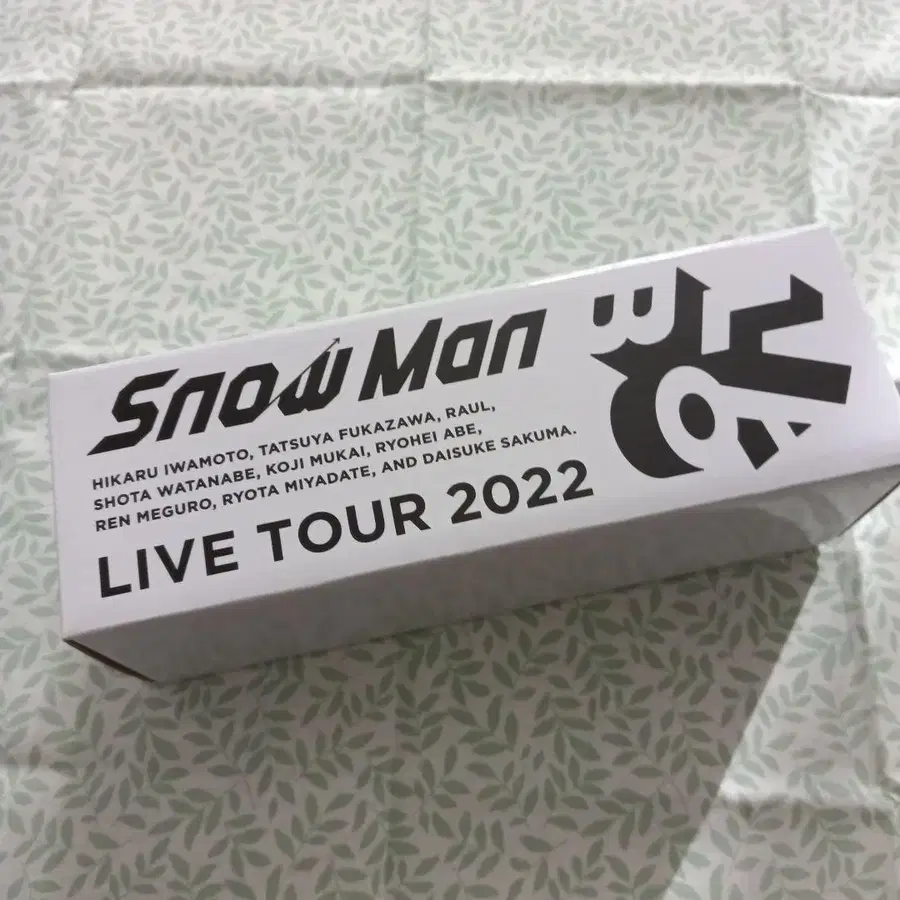 Snow Man
HIKARU IWAMOTO, TATSUYA FUKAZAWA, RAUL,
SHOTA WATANABE, KOJI MUKAI, RYOHEI ABE,
REN MEGURO, RYOTA MIYADATE, AND DAISUKE SAKUMA.
LIVE TOUR 2022